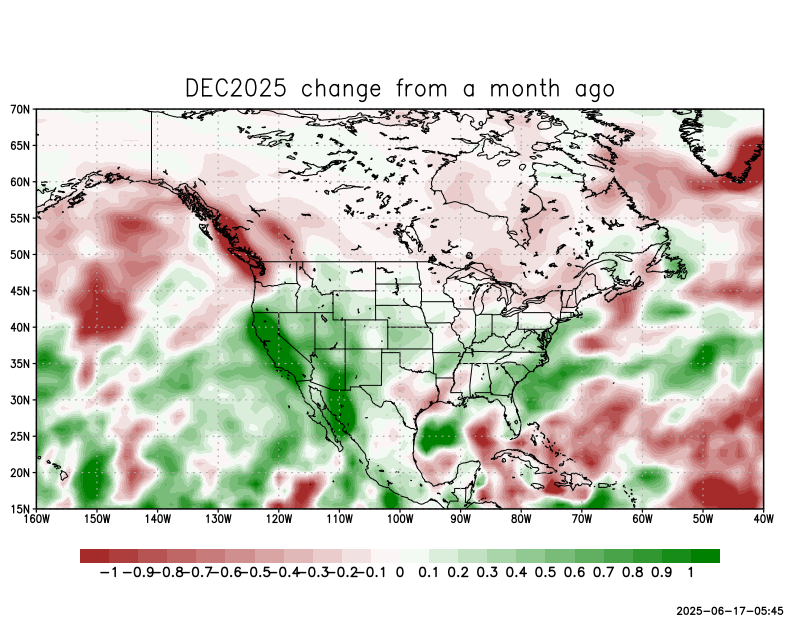 DEC2025 change from a month ago
70N
65N
60N
55N
50N
45N
40N
35N
30N
25N
20N
15N
160W 150W 140W 130W 120W 110W 100W 90W 80W 70W 60W 50W 40W
-1 -0.9 -0.8 -0.7 -0.6 -0.5 -0.4 -0.3 -0.2 -0.1 0 0.1 0.2 0.3 0.4 0.5 0.6 0.7 0.8 0.9 1
2025-06-17-05:45